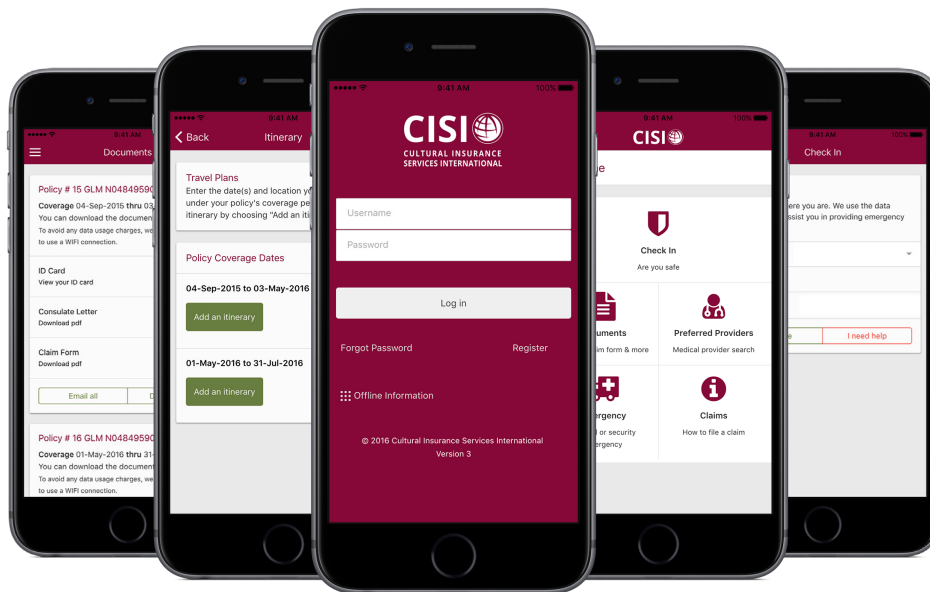 9:41 AM
Documents
Policy # 15 GLM N04849590
Coverage 04-Sep-2015 thru 03
You can download the documen
To avoid any data usage charges, we
to use a WIFI connection.
ID Card
View your ID card
Consulate Letter
Download pdf
Claim Form
Download pdf
Email all
D
Policy # 16 GLM N04849590
Coverage 01-May-2016 thru 31-
You can download the documen
To avoid any data usage charges, we
to use a WIFI connection.
9:41 AM
Back
Itinerary
Travel Plans
Enter the date(s) and location yo
under your policy's coverage pe
itinerary by choosing "Add an iti
Policy Coverage Dates
04-Sep-2015 to 03-May-2016
Add an itinerary
01-May-2016 to 31-Jul-2016
Add an itinerary
9:41 AM 100%
CISI
CULTURAL INSURANCE
SERVICES INTERNATIONAL
Username
Password
Log in
Forgot Password Register
Offline Information
© 2016 Cultural Insurance Services International
Version 3
9:41 AM 100%
CISI
e
Check In
Are you safe
uments
im form & more
Preferred Providers
Medical provider search
ergency
l or security
ergency
Claims
How to file a claim
9:41 AM 100%
Check In
ere you are. We use the data
ssist you in providing emergency
e
I need help